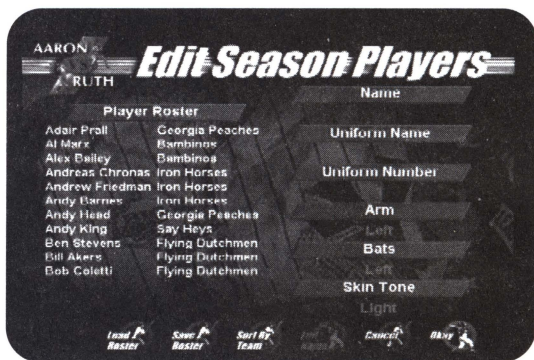 AARON
RUTH
Edit Season Players
Player Roster
Adair Prall Georgia Peaches
Al Marx Bambinos
Alex Bailey Bambinos
Andreas Chronas Iron Horses
Andrew Friedman Iron Horses
Andy Barnes Iron Horses
Andy Head Georgia Peaches
Andy King Say Heys
Ben Stevens Flying Dutchmen
Bill Akers Flying Dutchmen
Bob Coletti Flying Dutchmen
Name
Uniform Name
Uniform Number
Arm
Left
Bats
Left
Skin Tone
Light
Load Roster
Save Roster
Sort By Team
Cancel
Okay